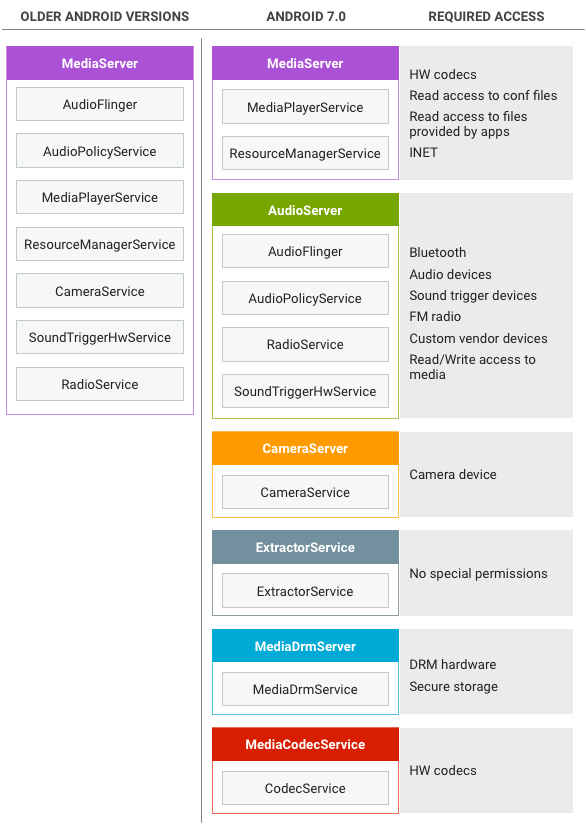 OLDER ANDROID VERSIONS
ANDROID 7.0
REQUIRED ACCESS
MediaServer
AudioFlinger
AudioPolicyService
MediaPlayerService
ResourceManagerService
CameraService
SoundTriggerHwService
RadioService
MediaServer
MediaPlayerService
ResourceManagerService
HW codecs
Read access to conf files
Read access to files
provided by apps
INET
AudioServer
AudioFlinger
AudioPolicyService
RadioService
SoundTriggerHwService
Bluetooth
Audio devices
Sound trigger devices
FM radio
Custom vendor devices
Read/Write access to
media
CameraServer
CameraService
Camera device
ExtractorService
ExtractorService
No special permissions
MediaDrmServer
MediaDrmService
DRM hardware
Secure storage
MediaCodecService
CodecService
HW codecs